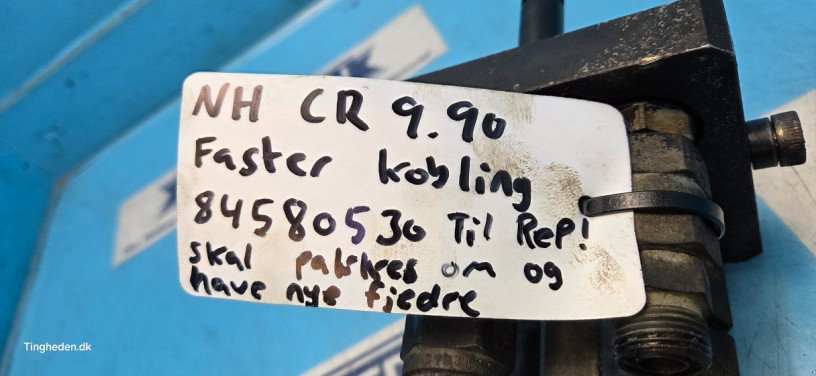 NH CR 9.90
Faster kobling
84580530 Til Rep!
skal pakkes om og
have nye fjedre
Tingheden.dk